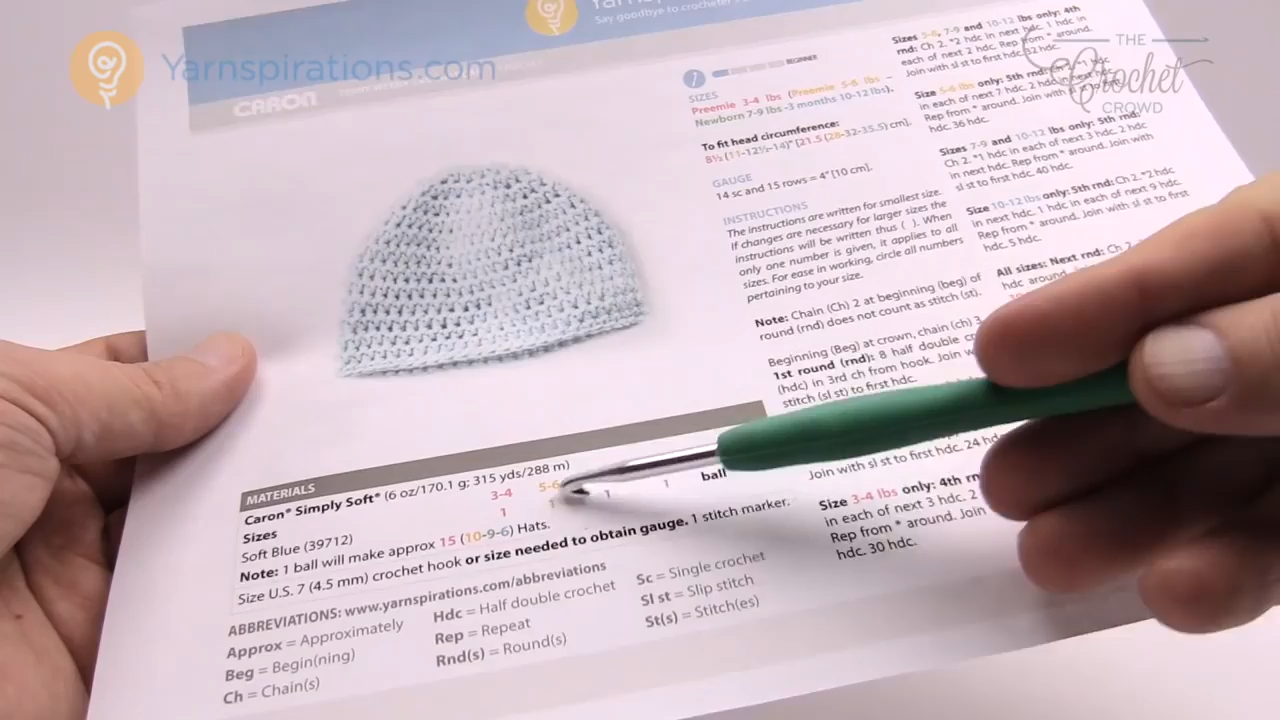 Yarnspirations.com
Say goodbye to crocheter's
THE
Crochet
CROWD
CARON
BEGINNER
SIZES
Preemie 3-4 lbs (Preemie 5-6 lbs –
Newborn 7-9 lbs -3 months 10-12 lbs).
To fit head circumference:
8½ (11-12½-14)" [21.5 (28-32-35.5) cm].
GAUGE
14 sc and 15 rows = 4" [10 cm].
INSTRUCTIONS
The instructions are written for smallest size.
If changes are necessary for larger sizes the
instructions will be written thus ( ). When
only one number is given, it applies to all
sizes. For ease in working, circle all numbers
pertaining to your size.
Note: Chain (Ch) 2 at beginning (beg) of
round (rnd) does not count as stitch (st).
Beginning (Beg) at crown, chain (ch) 3.
1st round (rnd): 8 half double
(hdc) in 3rd ch from hook. Join
stitch (sl st) to first hdc.
Join with sl st to first hdc. 24
Size 3-4 lbs only: 4th
in each of next 3 hdc. 2
Rep from * around. Join
hdc. 30 hdc.
Sizes 5-6, 7-9 and 10-12 lbs only: 4th
rnd: Ch 2. *2 hdc in next hdc. 1 hdc in
each of next 2 hdc. Rep from * around.
Join with sl st to first hdc. 32 hdc.
Size 5-6 lbs only: 5th rnd:
in each of next 7 hdc. 2 hdc
Rep from * around. Join with sl st
hdc. 36 hdc.
Sizes 7-9 and 10-12 lbs only: 5th rnd:
Ch 2. *1 hdc in each of next 3 hdc. 2 hdc
in next hdc. Rep from * around. Join with
sl st to first hdc. 40 hdc.
Size 10-12 lbs only: 5th rnd: Ch 2. *2 hdc
in next hdc. 1 hdc in each of next 9 hdc.
Rep from * around. Join with sl st to first
hdc. 5 hdc.
All sizes: Next rnd: Ch 2.
hdc around.
MATERIALS
Caron® Simply Soft® (6 oz/170.1 g; 315 yds/288 m)
Sizes 3-4 5-6
Soft Blue (39712) 1 1 1 1 ball
Note: 1 ball will make approx 15 (10-9-6) Hats.
Size U.S. 7 (4.5 mm) crochet hook or size needed to obtain gauge. 1 stitch marker.
ABBREVIATIONS: www.yarnspirations.com/abbreviations
Approx = Approximately
Beg = Begin(ning)
Ch = Chain(s)
Hdc = Half double crochet
Rep = Repeat
Rnd(s) = Round(s)
Sc = Single crochet
Sl st = Slip stitch
St(s) = Stitch(es)